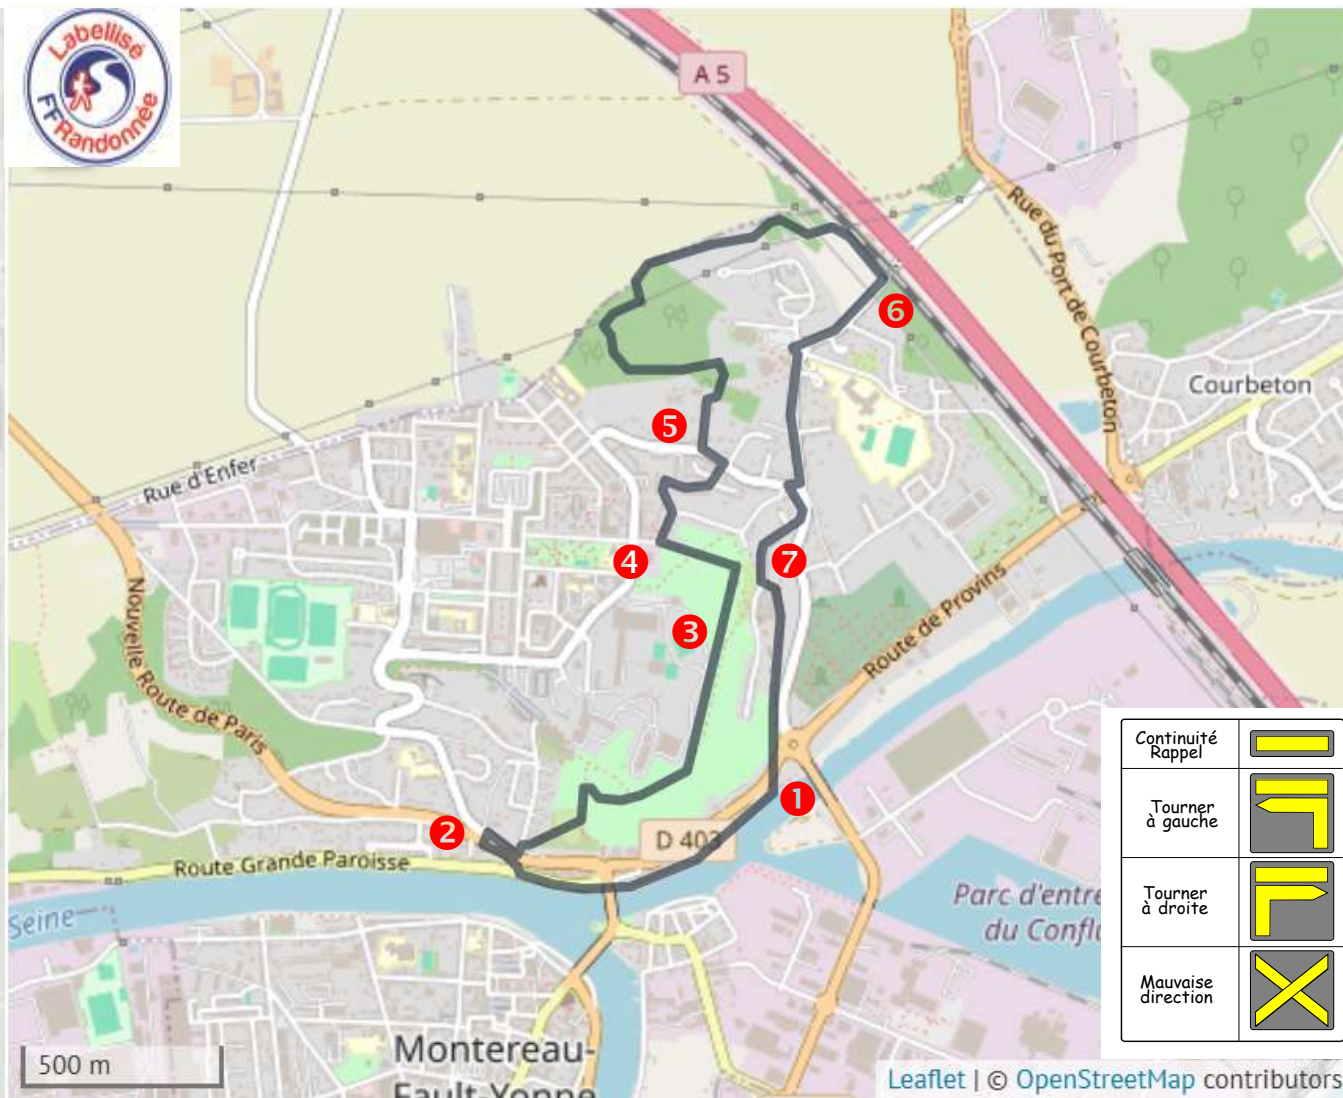 Labellisé
FFRandonnée
A 5
Rue du Port de Courbeton
Courbeton
6
5
Rue d'Enfer
4
7
3
Route de Provins
Nouvelle Route de Paris
1
2
D 403
Route Grande Paroisse
Seine
Parc d'entre
du Conflu
Continuité
Rappel
Tourner
à gauche
Tourner
à droite
Mauvaise
direction
500 m
Montereau-
Fault-Yonne
Leaflet | © OpenStreetMap contributors